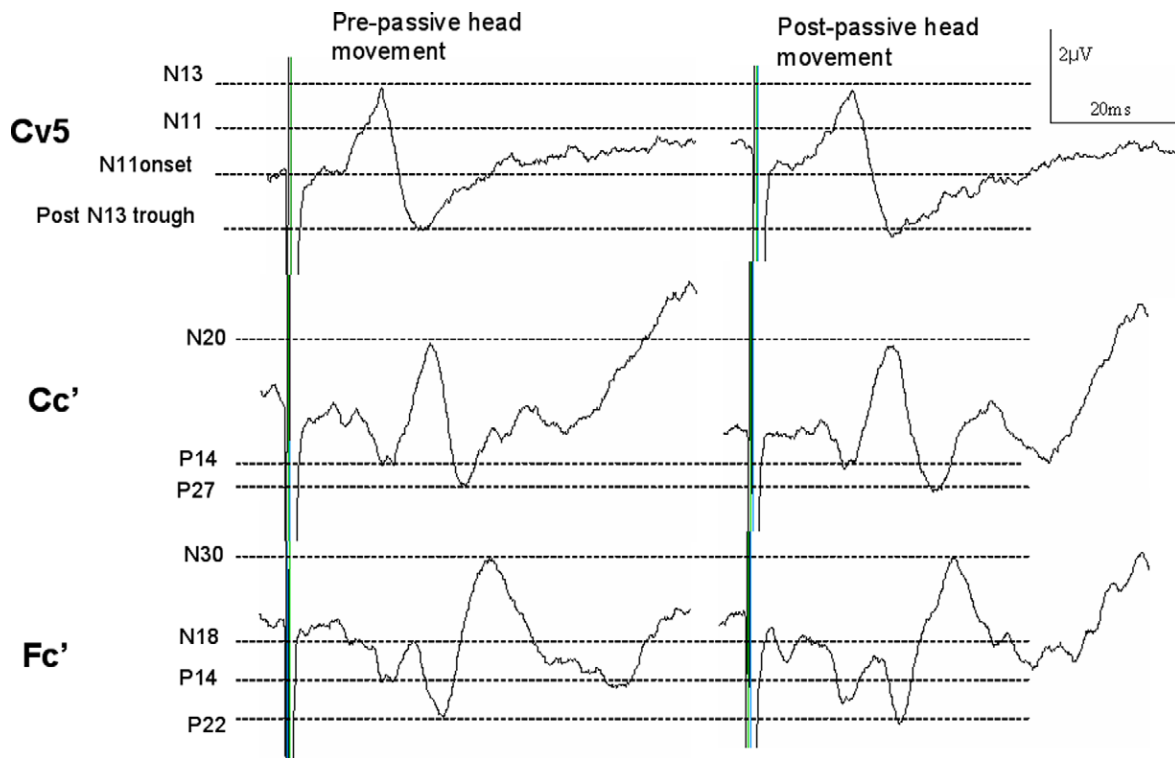 Pre-passive head
movement
Post-passive head
movement
2µV
20ms
Cv5
N13
N11
N11onset
Post N13 trough
Cc’
N20
P14
P27
Fc’
N30
N18
P14
P22